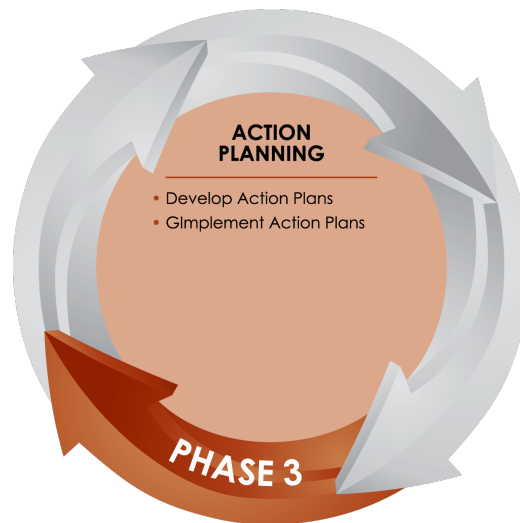 ACTION
PLANNING
• Develop Action Plans
• GImplement Action Plans
PHASE 3